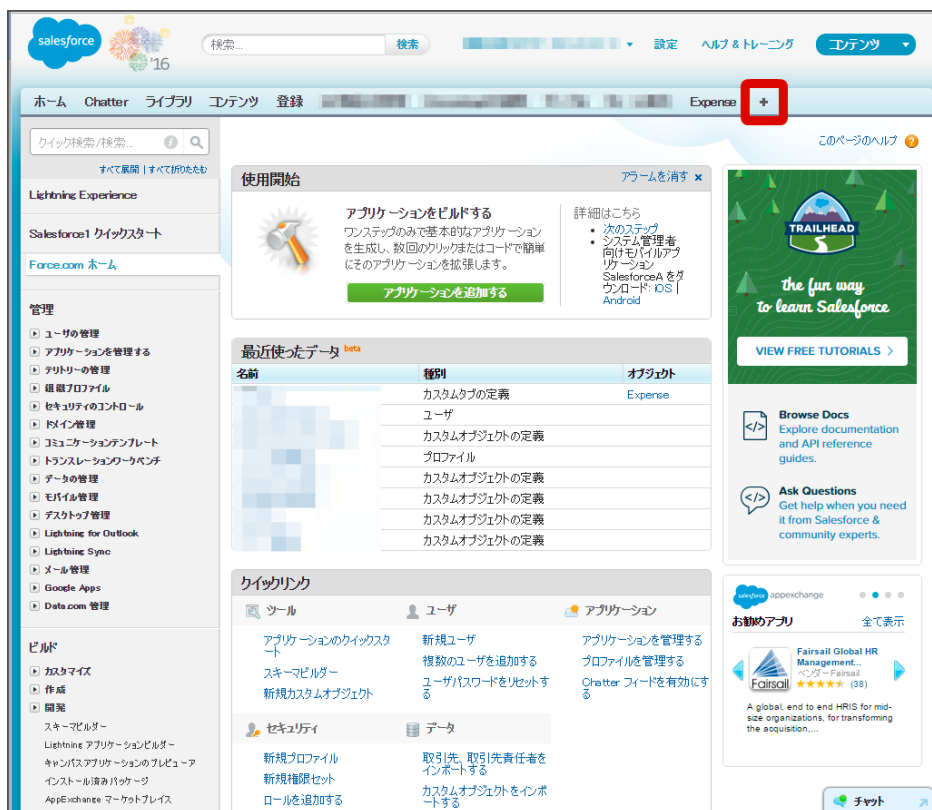 salesforce
'16
検索...
検索
設定
ヘルプ & トレーニング
コンテンツ
ホーム
Chatter
ライブラリ
コンテンツ
登録
Expense
+
クイック検索/検索...
すべて展開 | すべて折りたたむ
Lightning Experience
Salesforce1 クイックスタート
Force.com ホーム
管理
ユーザの管理
アプリケーションを管理する
テリトリーの管理
組織プロファイル
セキュリティのコントロール
ドメイン管理
コミュニケーションテンプレート
トランスレーションワークベンチ
データの管理
モバイル管理
デスクトップ管理
Lightning for Outlook
Lightning Sync
メール管理
Google Apps
Data.com 管理
ビルド
カスタマイズ
作成
開発
スキーマビルダー
Lightning アプリケーションビルダー
キャンバスアプリケーションのプレビューア
インストール済みパッケージ
AppExchange マーケットプレイス
このページのヘルプ
使用開始
アラームを消す ×
アプリケーションをビルドする
ワンステップのみで基本的なアプリケーション
を生成し、数回のクリックまたはコードで簡単
にそのアプリケーションを拡張します。
アプリケーションを追加する
詳細はこちら
• 次のステップ
• システム管理者
向けモバイルアプ
リケーション
SalesforceA をダ
ウンロード: iOS |
Android
最近使ったデータ beta
名前 種別 オブジェクト
カスタムタブの定義 Expense
ユーザ
カスタムオブジェクトの定義
プロファイル
カスタムオブジェクトの定義
カスタムオブジェクトの定義
カスタムオブジェクトの定義
カスタムオブジェクトの定義
クイックリンク
ツール
アプリケーションのクイックスタ
ート
スキーマビルダー
新規カスタムオブジェクト
ユーザ
新規ユーザ
複数のユーザを追加する
ユーザパスワードをリセットす
る
アプリケーション
アプリケーションを管理する
プロファイルを管理する
Chatter フィードを有効にす
る
セキュリティ
新規プロファイル
新規権限セット
ロールを追加する
データ
取引先、取引先責任者を
インポートする
カスタムオブジェクトをインポ
ートする
TRAILHEAD
the fun way
to learn Salesforce
VIEW FREE TUTORIALS >
</>
Browse Docs
Explore documentation
and API reference
guides.
</>
Ask Questions
Get help when you need
it from Salesforce &
community experts.
salesforce appexchange
お勧めアプリ
全て表示
Fairsail
Fairsail Global HR
Management...
ベンダー Fairsail
★★★★★ (38)
A global, end to end HRIS for mid-
size organizations, for transforming
the acquisition,...
チャット